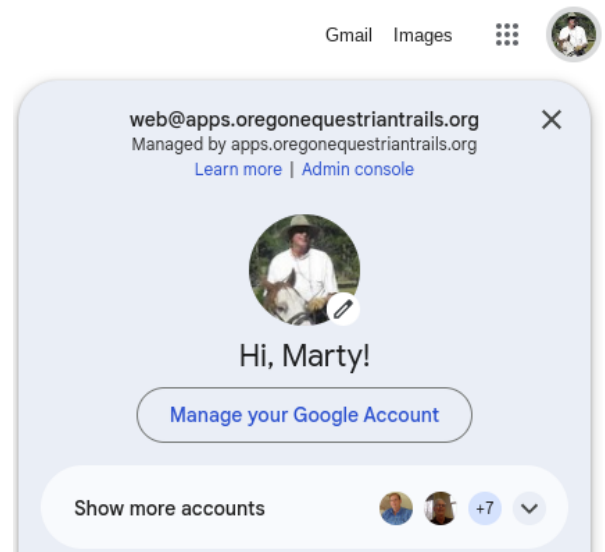 Gmail Images
web@apps.oregonequestriantrails.org
Managed by apps.oregonequestriantrails.org
Learn more | Admin console
Hi, Marty!
Manage your Google Account
Show more accounts +7